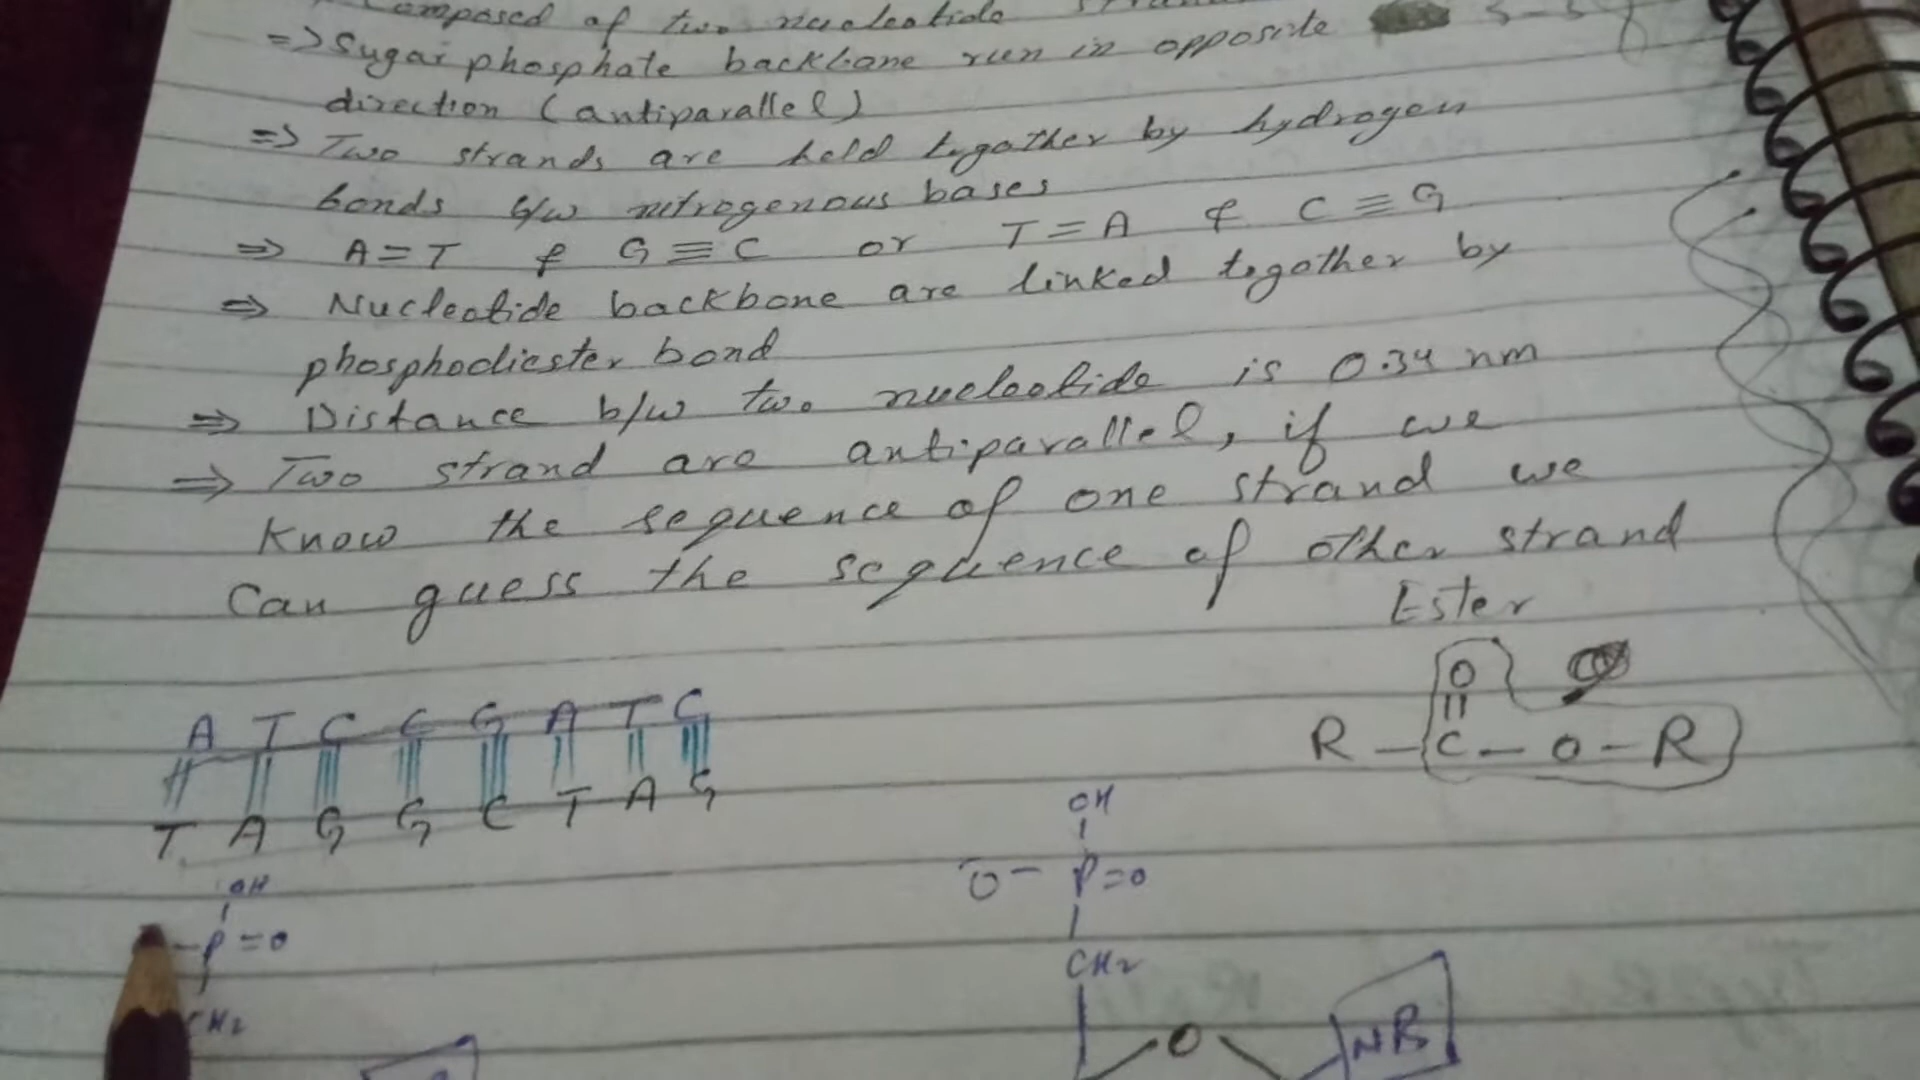 Composed of two nucleotide
=> Sugar phosphate backbone run in opposite
direction (antiparallel)
=> Two strands are held together by hydrogen
bonds b/w nitrogenous bases
=> A=T & G≡C or T=A & C≡G
=> Nucleotide backbone are linked together by
phosphodiester bond
=> Distance b/w two nucleotide is 0.34 nm
=> Two strand are antiparallel, if we
Know the sequence of one strand we
Can guess the sequence of other strand
Ester
O
R-C-O-R
A T C C G A T C
T A G G C T A G
OH
-P=O
CH2
OH
O-P=O
CH2
O
NB